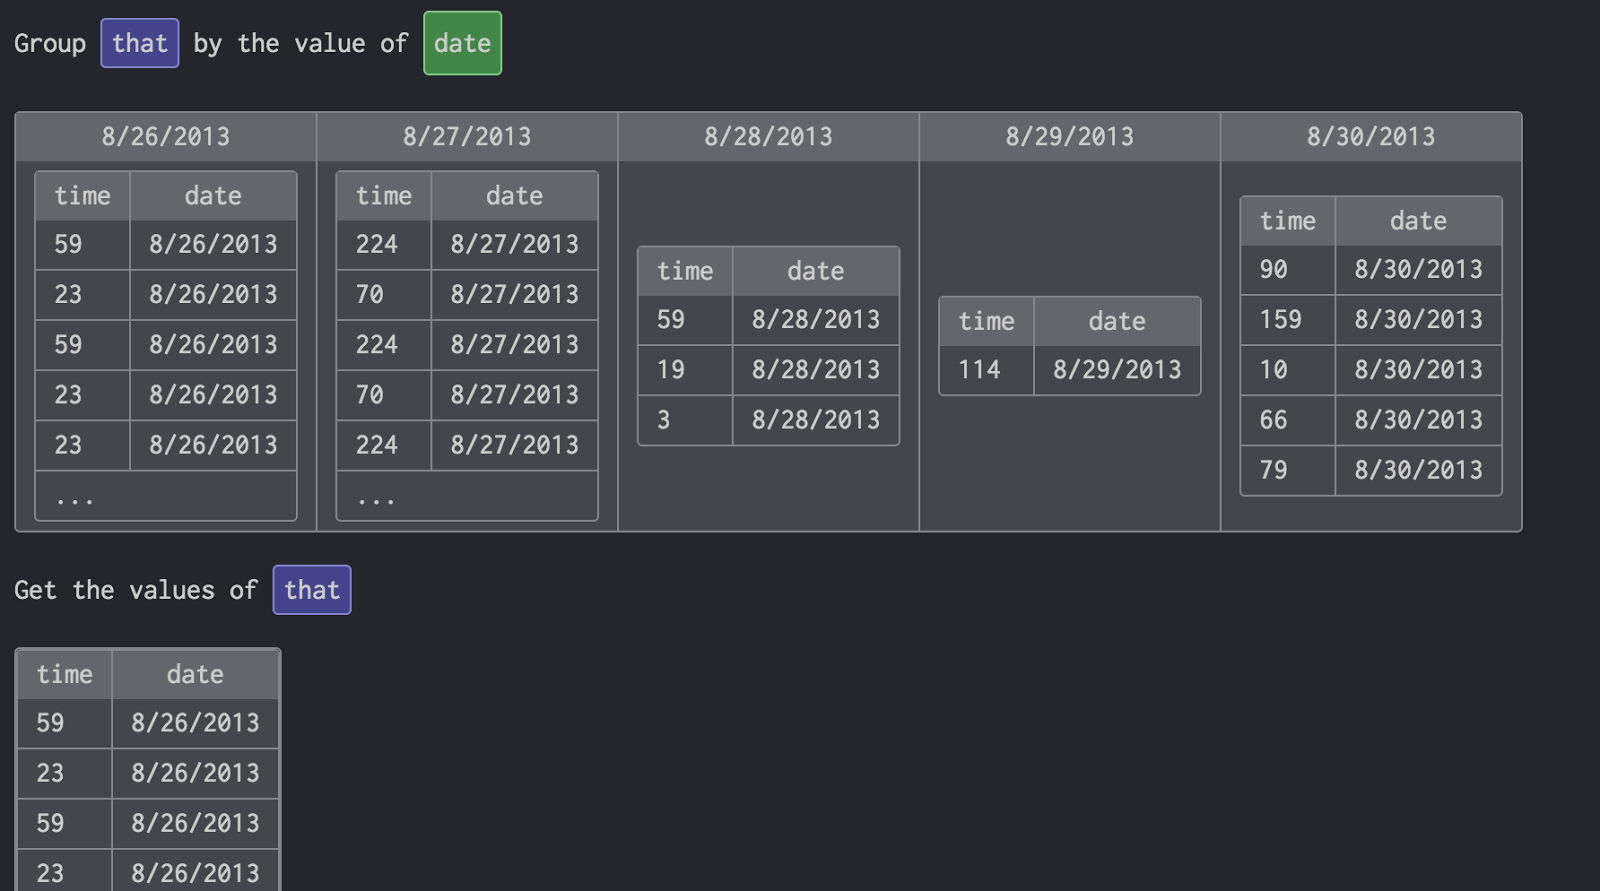 Group that by the value of date
8/26/2013 8/27/2013 8/28/2013 8/29/2013 8/30/2013
time date
59 8/26/2013
23 8/26/2013
59 8/26/2013
23 8/26/2013
23 8/26/2013
...
time date
224 8/27/2013
70 8/27/2013
224 8/27/2013
70 8/27/2013
224 8/27/2013
...
time date
59 8/28/2013
19 8/28/2013
3 8/28/2013
time date
114 8/29/2013
time date
90 8/30/2013
159 8/30/2013
10 8/30/2013
66 8/30/2013
79 8/30/2013
Get the values of that
time date
59 8/26/2013
23 8/26/2013
59 8/26/2013
23 8/26/2013